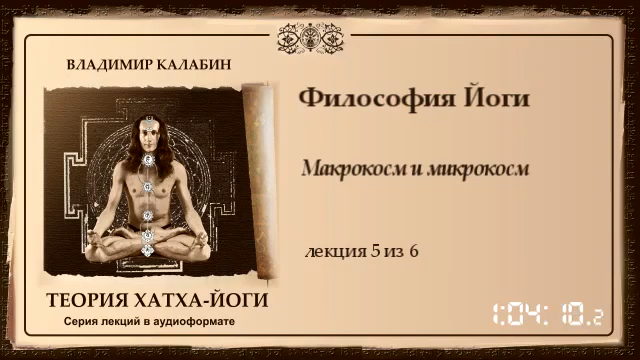 ВЛАДИМИР КАЛАБИН
Философия Йоги
Макрокосм и микрокосм
лекция 5 из 6
ТЕОРИЯ ХАТХА-ЙОГИ
Серия лекций в аудиоформате
1:04: 10.2